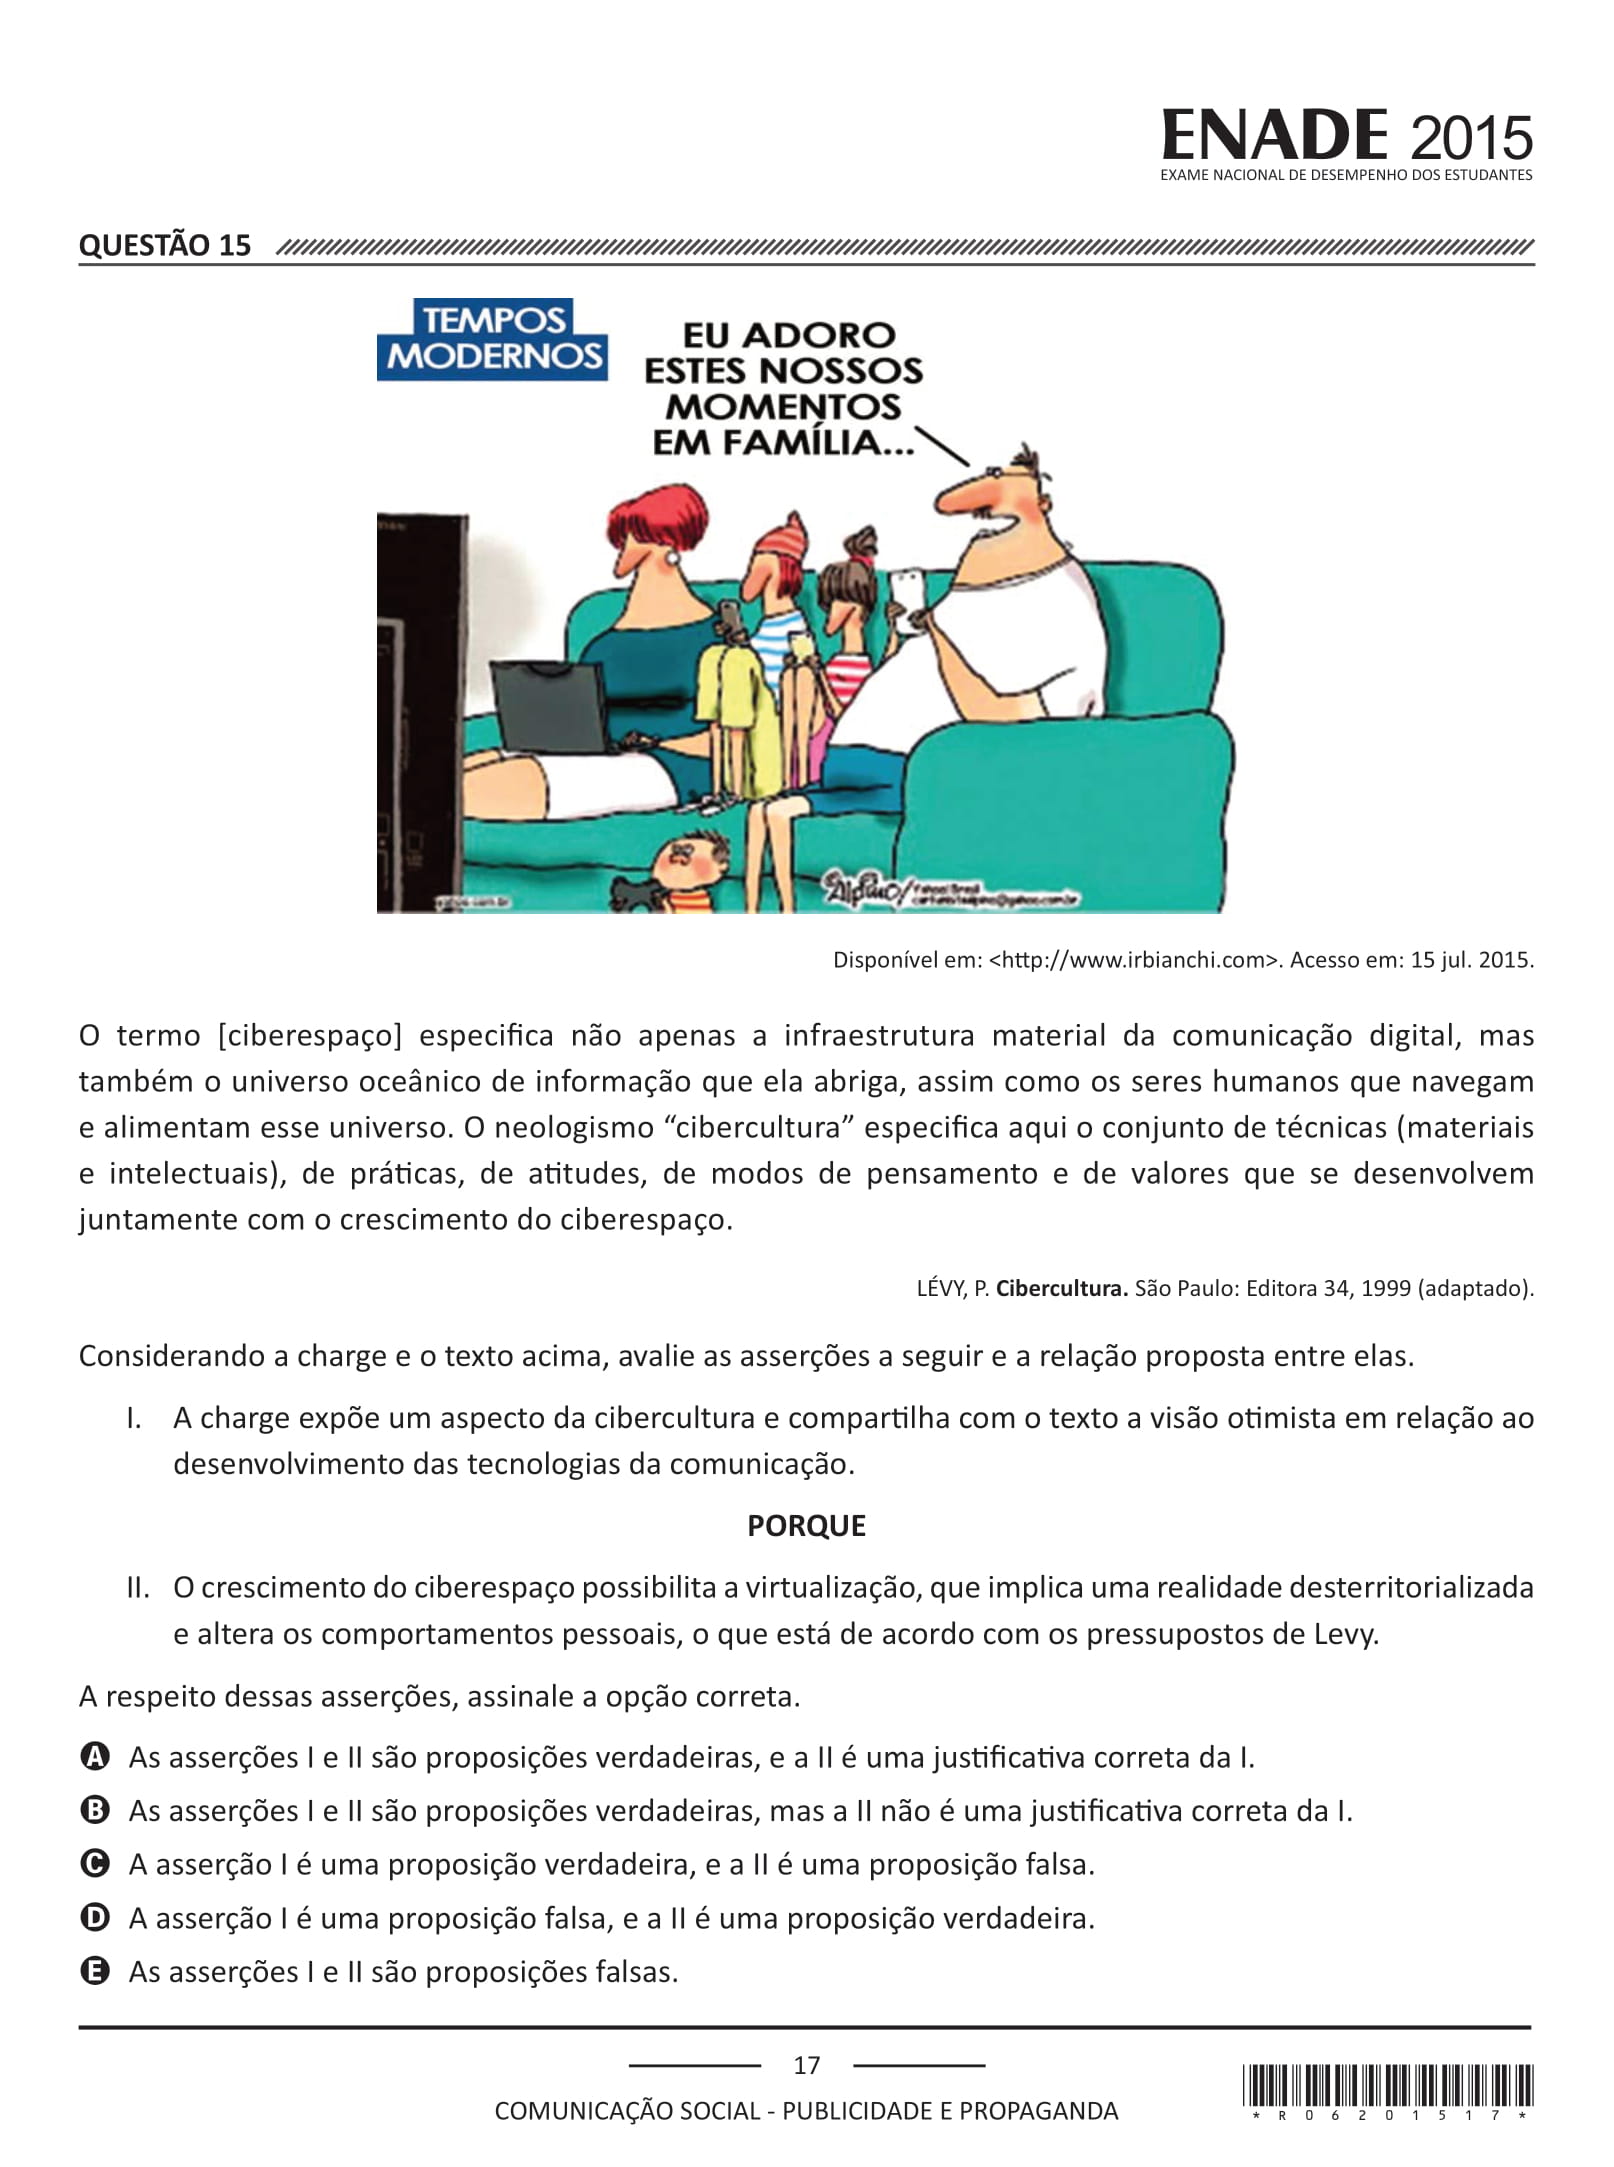 ENADE 2015
EXAME NACIONAL DE DESEMPENHO DOS ESTUDANTES
QUESTÃO 15
TEMPOS
MODERNOS
EU ADORO
ESTES NOSSOS
MOMENTOS
EM FAMÍLIA...
Alpino/
Yahoo! Brasil
Disponível em: <http://www.irbianchi.com>. Acesso em: 15 jul. 2015.
O termo [ciberespaço] especifica não apenas a infraestrutura material da comunicação digital, mas
também o universo oceânico de informação que ela abriga, assim como os seres humanos que navegam
e alimentam esse universo. O neologismo “cibercultura” especifica aqui o conjunto de técnicas (materiais
e intelectuais), de práticas, de atitudes, de modos de pensamento e de valores que se desenvolvem
juntamente com o crescimento do ciberespaço.
LÉVY, P. Cibercultura. São Paulo: Editora 34, 1999 (adaptado).
Considerando a charge e o texto acima, avalie as asserções a seguir e a relação proposta entre elas.
I. A charge expõe um aspecto da cibercultura e compartilha com o texto a visão otimista em relação ao
desenvolvimento das tecnologias da comunicação.
PORQUE
II. O crescimento do ciberespaço possibilita a virtualização, que implica uma realidade desterritorializada
e altera os comportamentos pessoais, o que está de acordo com os pressupostos de Levy.
A respeito dessas asserções, assinale a opção correta.
A As asserções I e II são proposições verdadeiras, e a II é uma justificativa correta da I.
B As asserções I e II são proposições verdadeiras, mas a II não é uma justificativa correta da I.
C A asserção I é uma proposição verdadeira, e a II é uma proposição falsa.
D A asserção I é uma proposição falsa, e a II é uma proposição verdadeira.
E As asserções I e II são proposições falsas.
17
COMUNICAÇÃO SOCIAL - PUBLICIDADE E PROPAGANDA
*R06201517*